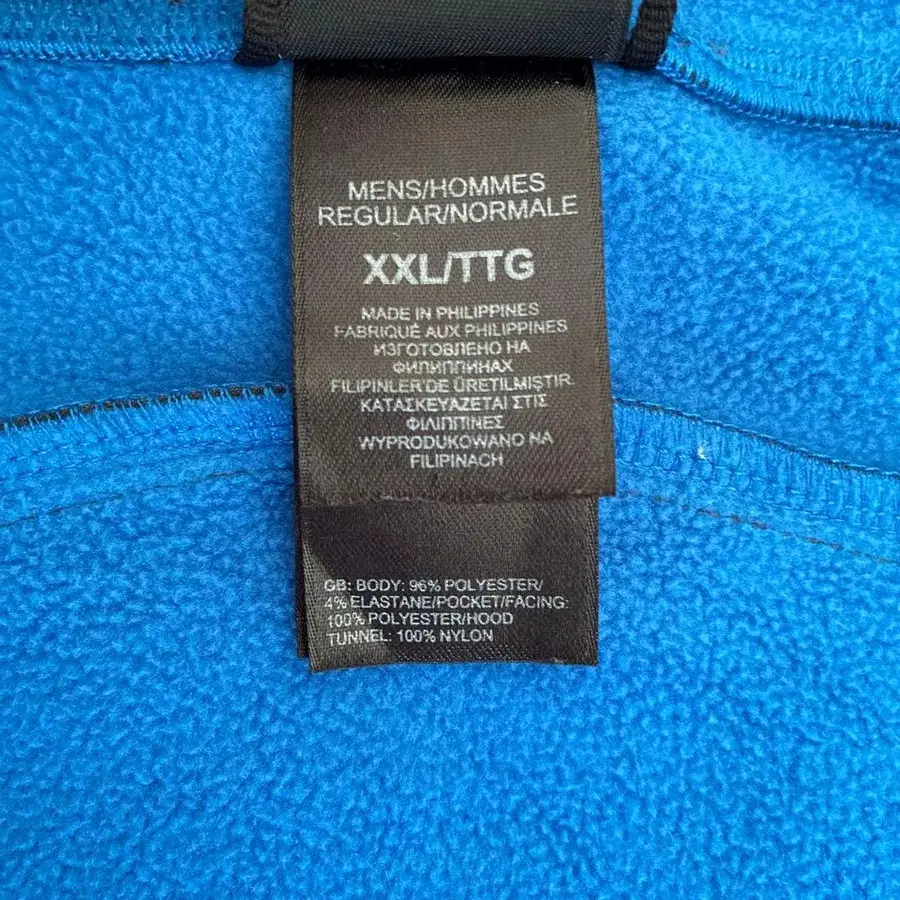 MENS/HOMMES
REGULAR/NORMALE
XXL/TTG
MADE IN PHILIPPINES
FABRIQUÉ AUX PHILIPPINES
ИЗГОТОВЛЕНО НА
ФИЛИППИНАХ
FILIPINLER'DE ÜRETILMIŞTIR.
ΚΑΤΑΣΚΕΥΑΖΕΤΑΙ ΣΤΙΣ
ΦΙΛΙΠΠΙΝΕΣ
WYPRODUKOWANO NA
FILIPINACH
GB: BODY: 96% POLYESTER/
4% ELASTANE/POCKET/FACING:
100% POLYESTER/HOOD
TUNNEL: 100% NYLON